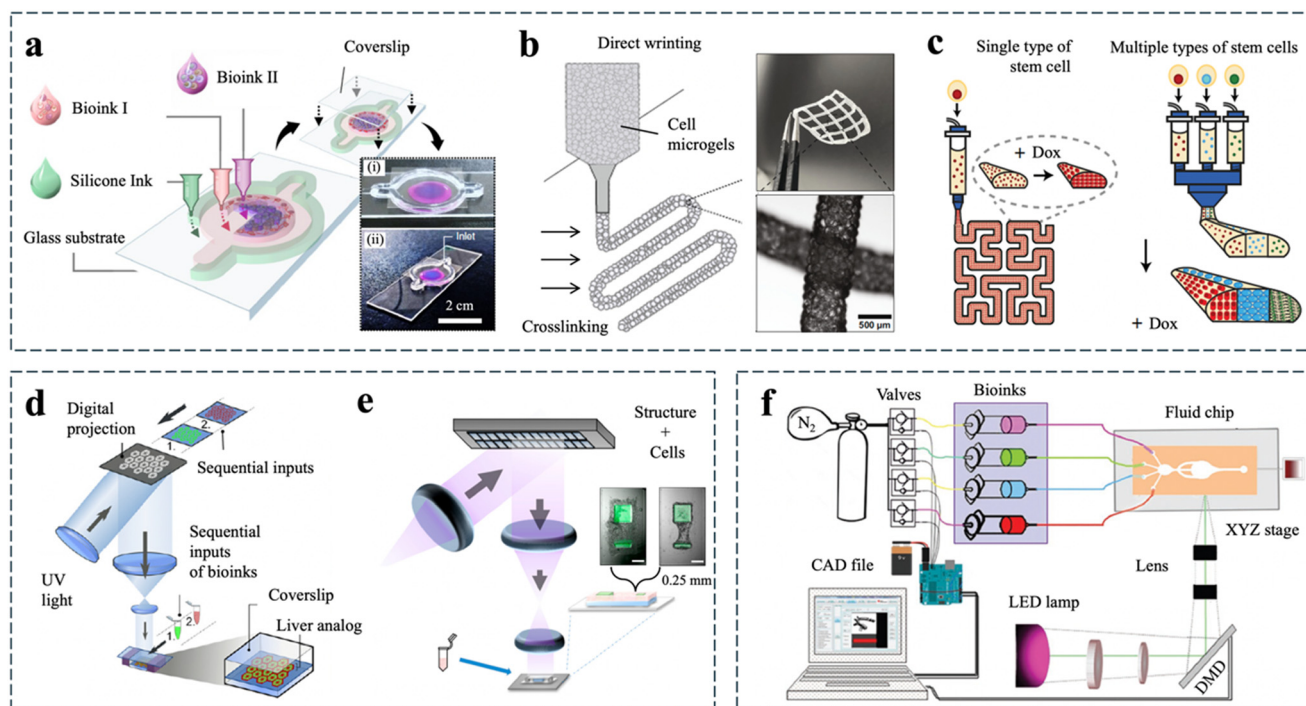 a
Coverslip
Bioink II
Bioink I
Silicone Ink
Glass substrate
(i)
(ii)
Inlet
2 cm
b
Direct wrinting
Cell
microgels
Crosslinking
500 µm
c
Single type of
stem cell
Multiple types of stem cells
+ Dox
+ Dox
d
Digital
projection
2.
1.
Sequential inputs
Sequential
inputs
of bioinks
UV
light
2.
1.
Coverslip
Liver analog
e
Structure
+
Cells
0.25 mm
f
Valves
Bioinks
N2
Fluid chip
XYZ stage
CAD file
Lens
LED lamp
DMD